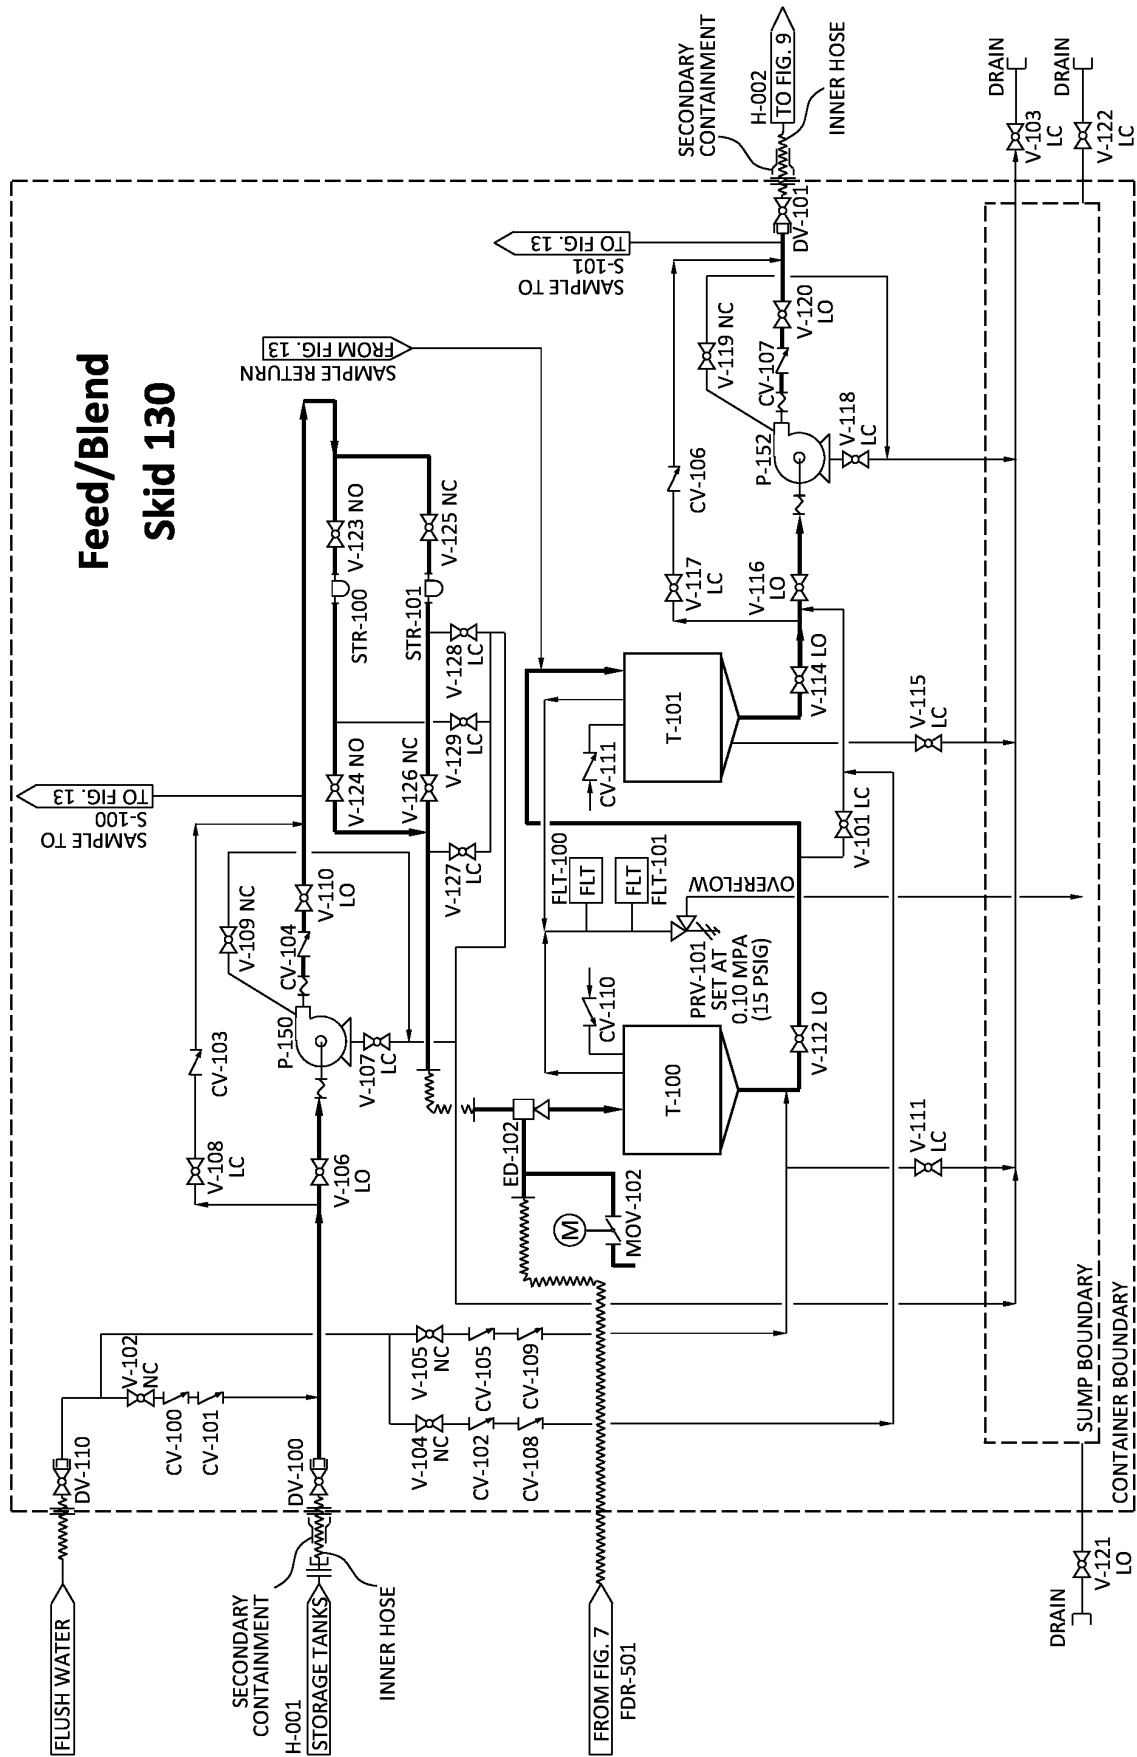 Feed/Blend
Skid 130
FLUSH WATER
DV-110
V-102
NC
CV-100
CV-101
SECONDARY
CONTAINMENT
H-001
STORAGE TANKS
INNER HOSE
DV-100
V-108
LC
CV-103
V-106
LO
P-150
V-107
LC
V-109 NC
CV-104
V-110
LO
SAMPLE TO
S-100
TO FIG. 13
V-105
NC
CV-105
CV-109
V-104
NC
CV-102
CV-108
FROM FIG. 7
FDR-501
V-123 NO
STR-100
V-124 NO
V-125 NC
STR-101
V-126 NC
V-127
LC
V-129
LC
V-128
LC
SAMPLE RETURN
FROM FIG. 13
ED-102
M
MOV-102
T-100
CV-110
FLT-100
FLT
FLT
FLT-101
PRV-101
SET AT
0.10 MPA
(15 PSIG)
OVERFLOW
CV-111
T-101
V-112 LO
V-111
LC
V-101 LC
V-115
LC
V-114 LO
V-116
LO
V-117
LC
CV-106
P-152
V-118
LC
V-119 NC
CV-107
V-120
LO
SAMPLE TO
S-101
TO FIG. 13
DV-101
SECONDARY
CONTAINMENT
H-002
TO FIG. 9
INNER HOSE
DRAIN
V-103
LC
DRAIN
V-122
LC
SUMP BOUNDARY
CONTAINER BOUNDARY
DRAIN
V-121
LO